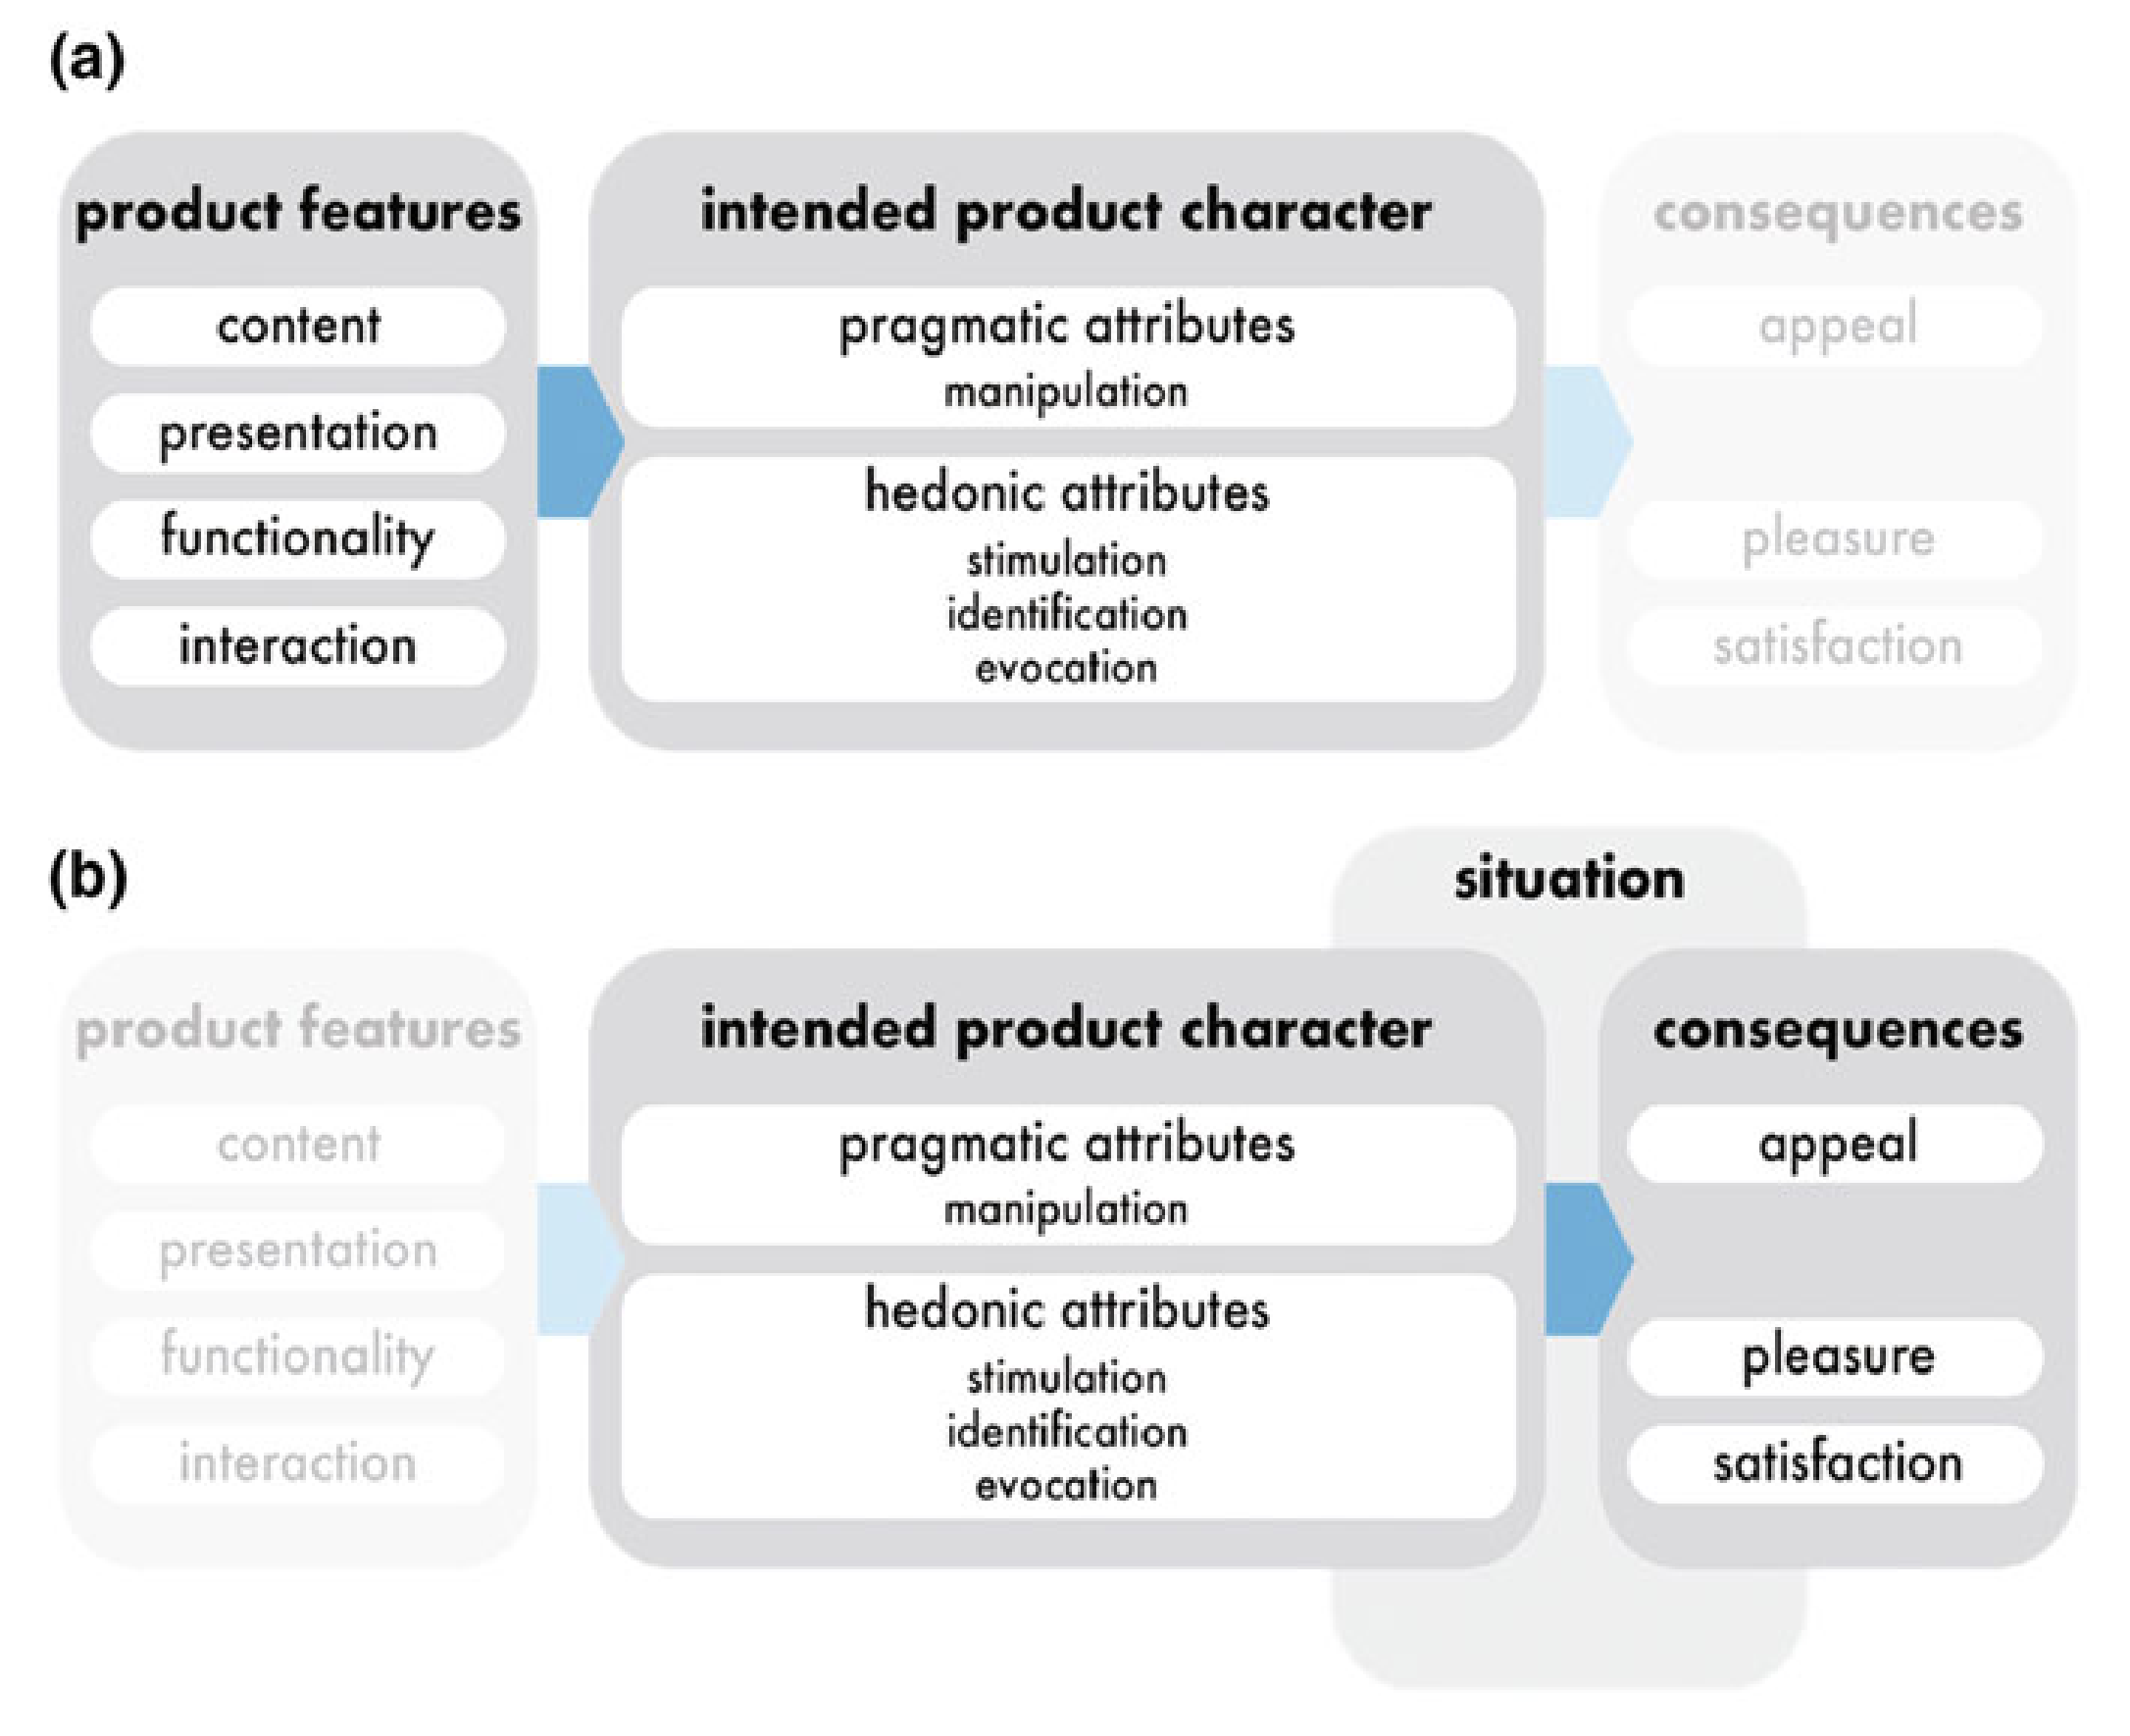 (a)
product features
content
presentation
functionality
interaction
intended product character
pragmatic attributes
manipulation
hedonic attributes
stimulation
identification
evocation
consequences
appeal
pleasure
satisfaction
(b)
situation
product features
content
presentation
functionality
interaction
intended product character
pragmatic attributes
manipulation
hedonic attributes
stimulation
identification
evocation
consequences
appeal
pleasure
satisfaction